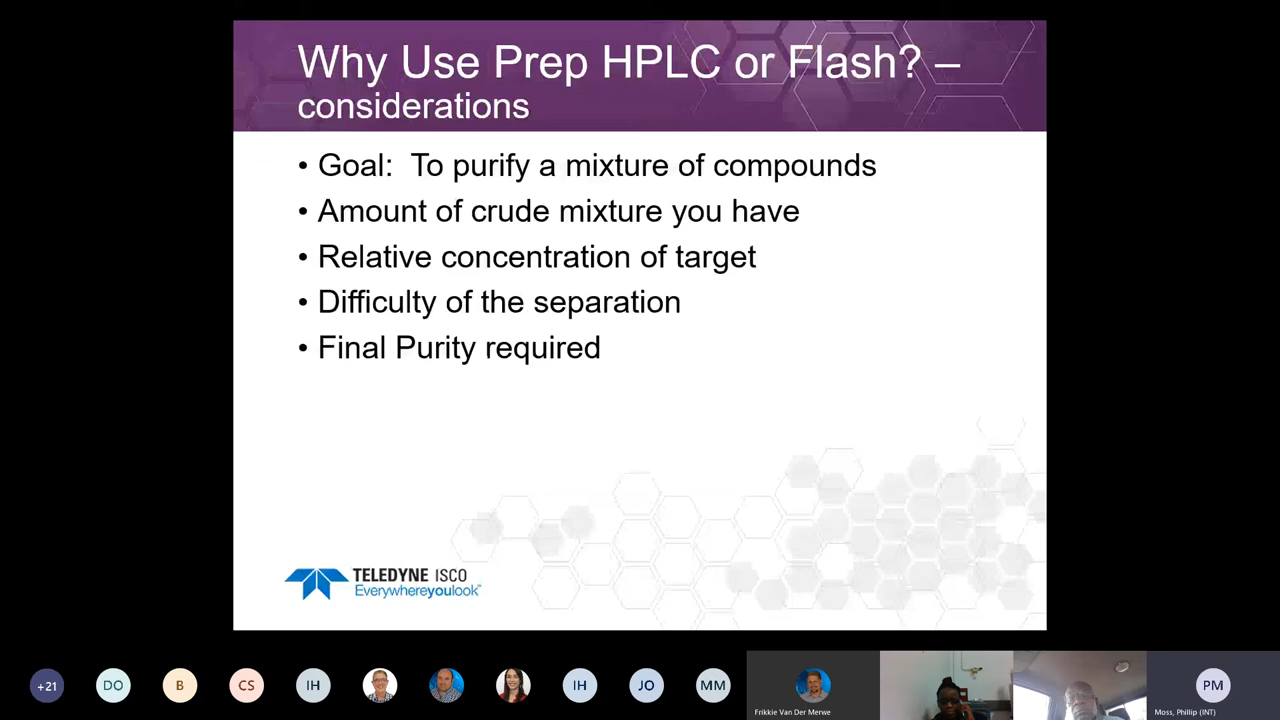 Why Use Prep HPLC or Flash? –
considerations
• Goal:  To purify a mixture of compounds
• Amount of crude mixture you have
• Relative concentration of target
• Difficulty of the separation
• Final Purity required
TELEDYNE ISCO
Everywhereyoulook™
+21
DO
B
CS
IH
IH
JO
MM
Frikkie Van Der Merwe
PM
Moss, Phillip (INT)